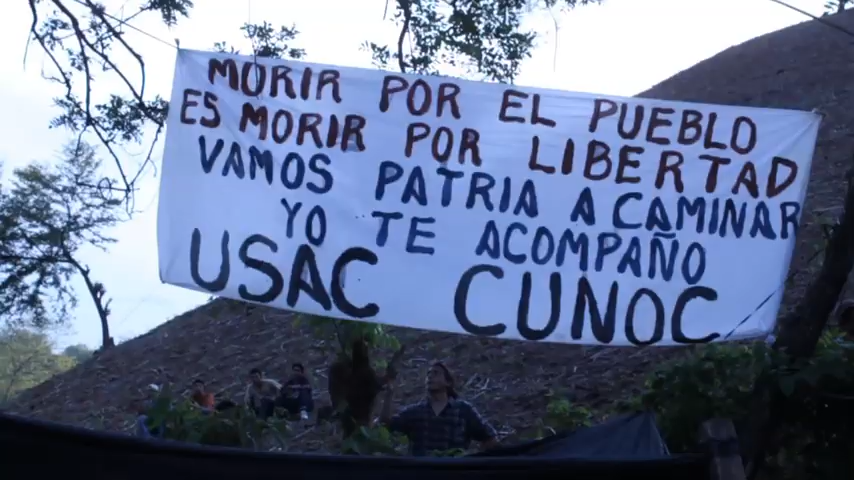 MORIR POR EL PUEBLO
ES MORIR POR LIBERTAD
VAMOS PATRIA A CAMINAR
YO TE ACOMPAÑO
USAC CUNOC